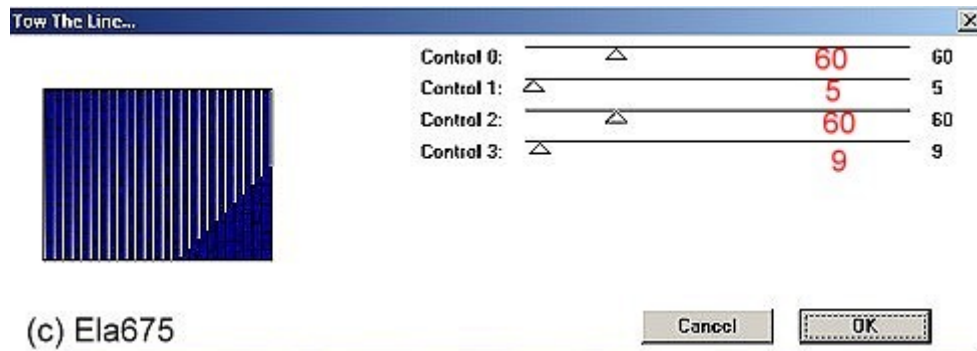 Tow The Line...
Control 0: 60 60
Control 1: 5 5
Control 2: 60 60
Control 3: 9 9
(c) Ela675
Cancel OK